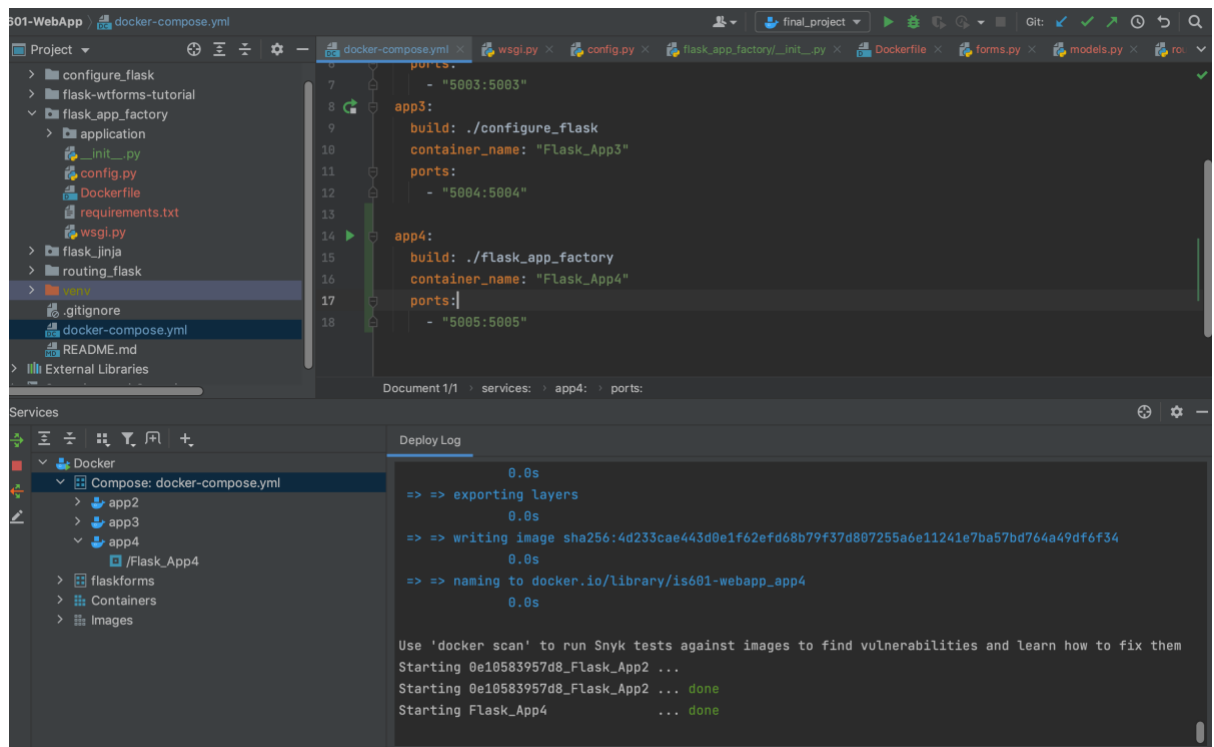 601-WebApp docker-compose.yml final_project Git:
Project
docker-compose.yml wsgi.py config.py flask_app_factory/__init__.py Dockerfile forms.py models.py
configure_flask
flask-wtforms-tutorial
flask_app_factory
application
__init__.py
config.py
Dockerfile
requirements.txt
wsgi.py
flask_jinja
routing_flask
venv
.gitignore
docker-compose.yml
README.md
External Libraries
ports:
7 - "5003:5003"
8 app3:
9 build: ./configure_flask
10 container_name: "Flask_App3"
11 ports:
12 - "5004:5004"
13
14 app4:
15 build: ./flask_app_factory
16 container_name: "Flask_App4"
17 ports:
18 - "5005:5005"
Document 1/1 services: app4: ports:
Services
Docker
Compose: docker-compose.yml
app2
app3
app4
/Flask_App4
flaskforms
Containers
Images
Deploy Log
0.0s
=> => exporting layers
0.0s
=> => writing image sha256:4d233cae443d0e1f62efd68b79f37d807255a6e11241e7ba57bd764a49df6f34
0.0s
=> => naming to docker.io/library/is601-webapp_app4
0.0s
Use 'docker scan' to run Snyk tests against images to find vulnerabilities and learn how to fix them
Starting 0e10583957d8_Flask_App2 ...
Starting 0e10583957d8_Flask_App2 ... done
Starting Flask_App4 ... done